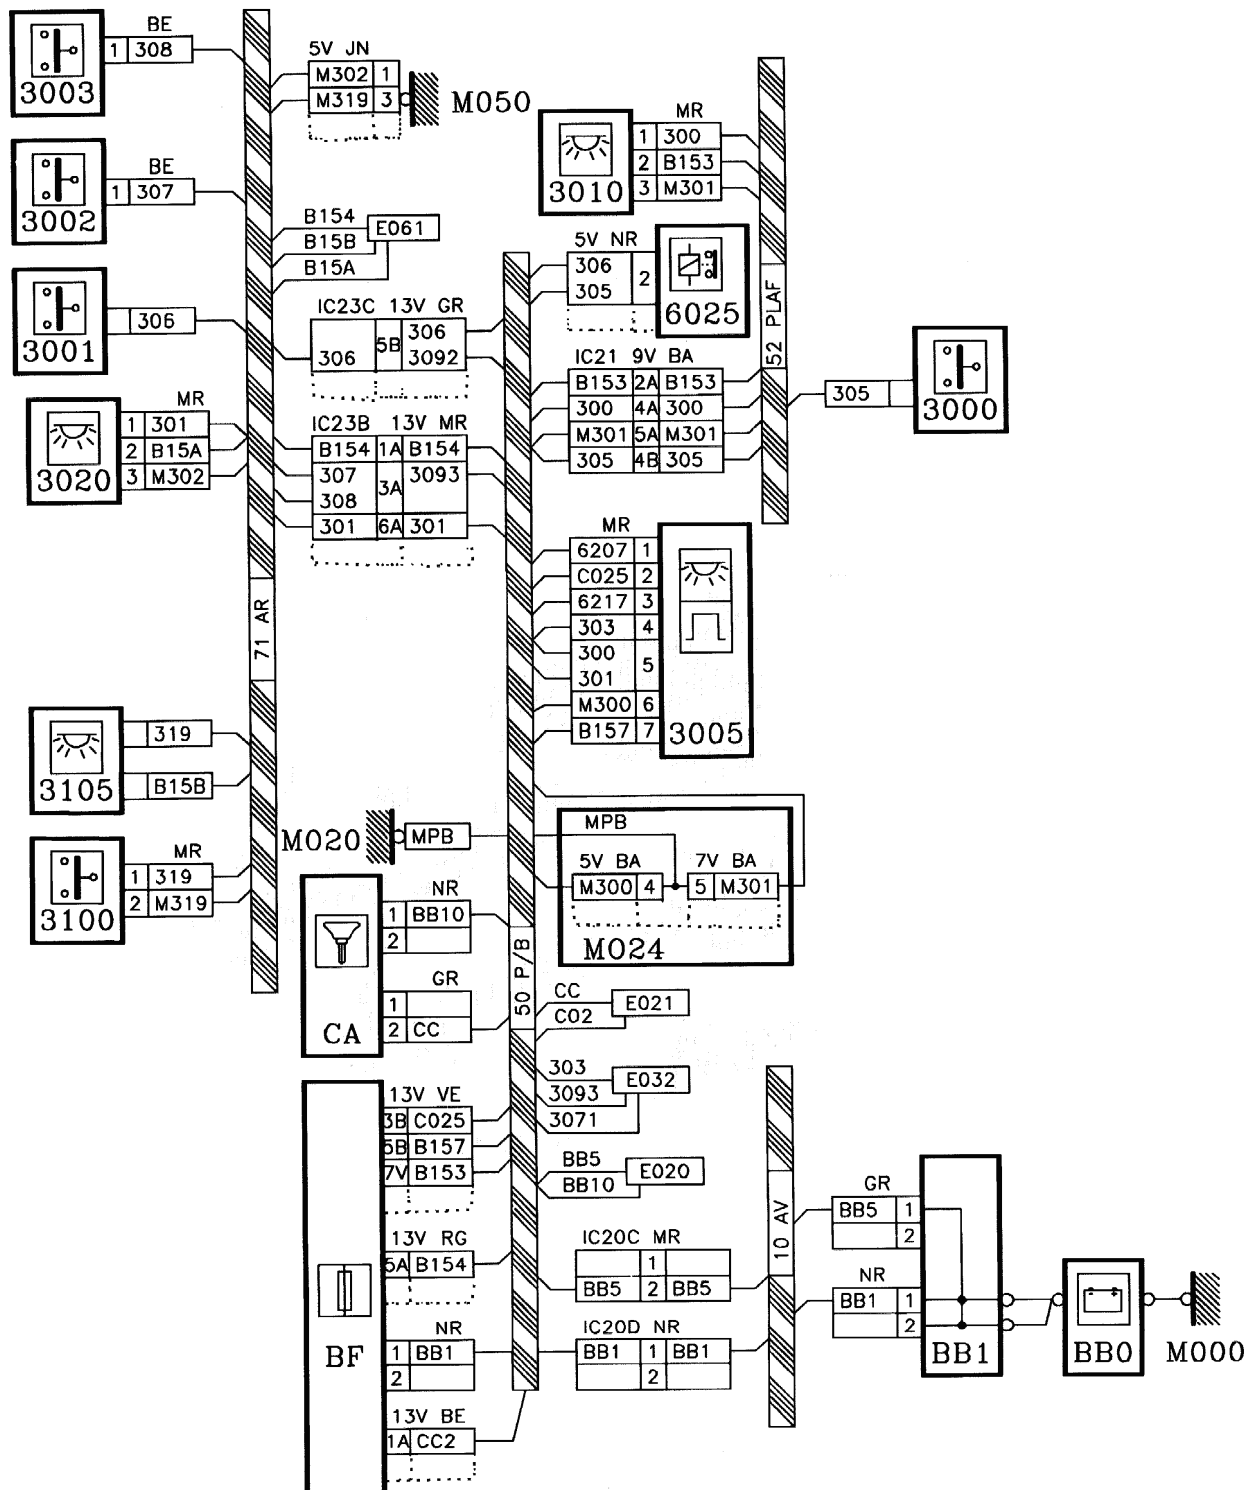 BE
1 308
3003
5V JN
M302 1
M319 3
M050
BE
1 307
3002
B154
B15B
B15A
E061
306
3001
IC23C 13V GR
306 5B 306
3092
MR
1 301
2 B15A
3 M302
3020
IC23B 13V MR
B154 1A B154
307 3A 3093
308
301 6A 301
71 AR
319
B15B
3105
MR
1 319
2 M319
3100
MR
1 300
2 B153
3 M301
3010
5V NR
306 2
305
6025
52 PLAF
IC21 9V BA
B153 2A B153
300 4A 300
M301 5A M301
305 4B 305
305
3000
MR
6207 1
C025 2
6217 3
303 4
300 5
301
M300 6
B157 7
3005
M020
MPB
MPB
5V BA
M300 4
7V BA
5 M301
M024
NR
1 BB10
2
GR
1
2 CC
CA
50 P/B
CC
C02
E021
303
3093
3071
E032
BB5
BB10
E020
13V VE
3B C025
5B B157
7V B153
13V RG
5A B154
NR
1 BB1
2
13V BE
1A CC2
BF
IC20C MR
1
BB5 2 BB5
IC20D NR
BB1 1 BB1
2
10 AV
GR
BB5 1
2
NR
BB1 1
2
BB1
BB0
M000